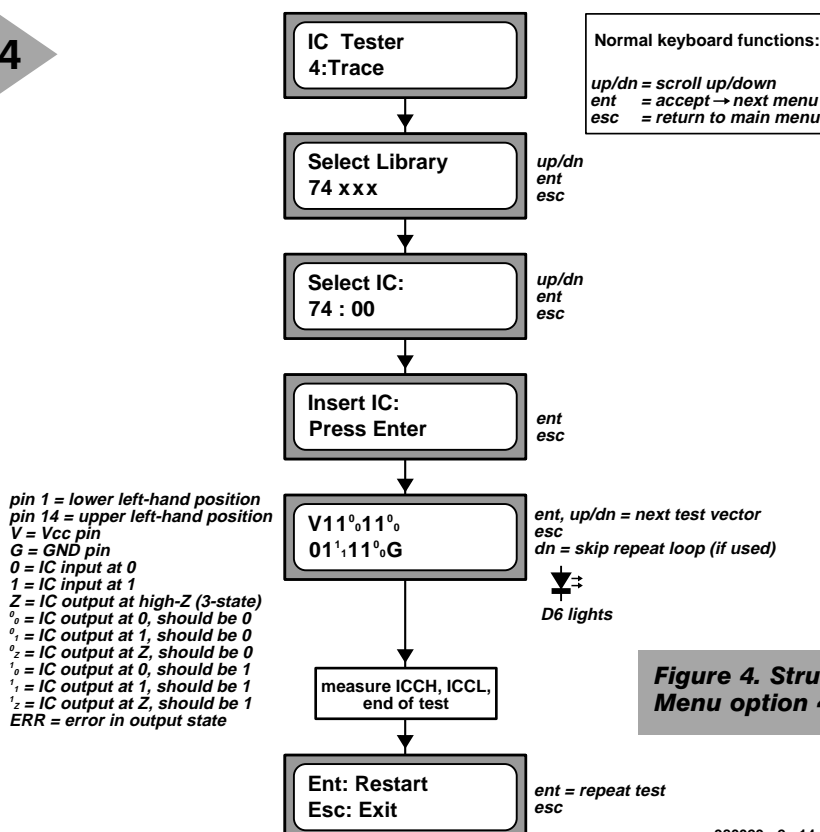 4
IC Tester
4:Trace
Normal keyboard functions:
up/dn = scroll up/down
ent = accept → next menu
esc = return to main menu
Select Library
74 xxx
up/dn
ent
esc
Select IC:
74 : 00
up/dn
ent
esc
Insert IC:
Press Enter
ent
esc
pin 1 = lower left-hand position
pin 14 = upper left-hand position
V = Vcc pin
G = GND pin
0 = IC input at 0
1 = IC input at 1
Z = IC output at high-Z (3-state)
⁰₀ = IC output at 0, should be 0
⁰₁ = IC output at 1, should be 0
⁰z = IC output at Z, should be 0
¹₀ = IC output at 0, should be 1
¹₁ = IC output at 1, should be 1
¹z = IC output at Z, should be 1
ERR = error in output state
V11⁰₀11⁰₀
01¹₁11⁰₀G
ent, up/dn = next test vector
esc
dn = skip repeat loop (if used)
D6 lights
measure ICCH, ICCL,
end of test
Figure 4. Stru
Menu option 4
Ent: Restart
Esc: Exit
ent = repeat test
esc